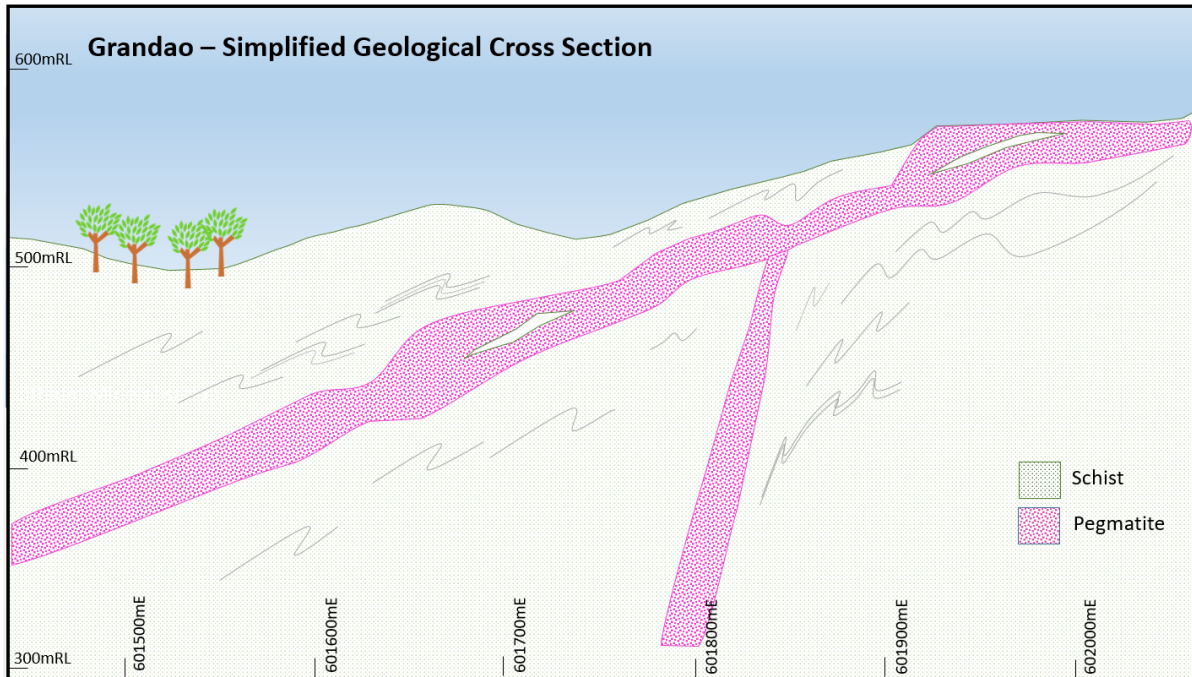 Grandao – Simplified Geological Cross Section
600mRL
500mRL
400mRL
300mRL
Schist
Pegmatite
601500mE
601600mE
601700mE
601800mE
601900mE
602000mE